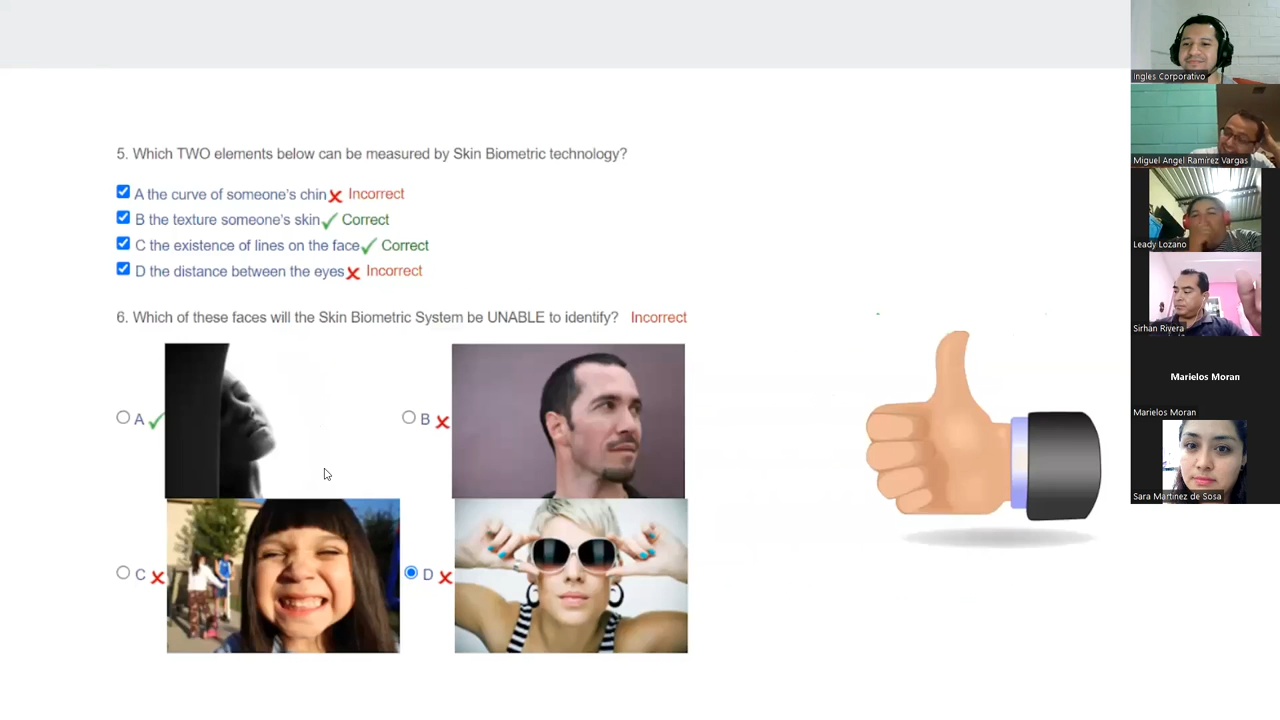 5. Which TWO elements below can be measured by Skin Biometric technology?
A the curve of someone's chin Incorrect
B the texture someone's skin Correct
C the existence of lines on the face Correct
D the distance between the eyes Incorrect
6. Which of these faces will the Skin Biometric System be UNABLE to identify? Incorrect
A
B
C
D
Ingles Corporativo
Miguel Angel Ramirez Vargas
Leady Lozano
Sirhan Rivera
Marielos Moran
Marielos Moran
Sara Martinez de Sosa